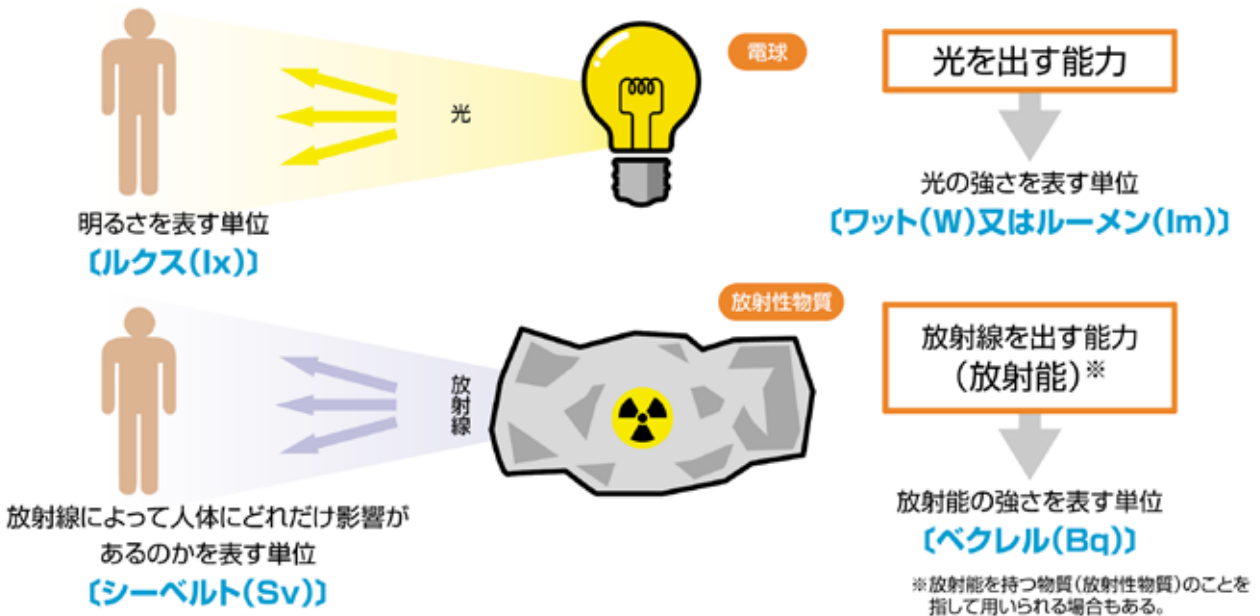 電球
光を出す能力
光
光の強さを表す単位
〔ワット(W)又はルーメン(lm)〕
明るさを表す単位
〔ルクス(lx)〕
放射性物質
放射線を出す能力
(放射能)※
放射線
放射能の強さを表す単位
〔ベクレル(Bq)〕
放射線によって人体にどれだけ影響が
あるのかを表す単位
〔シーベルト(Sv)〕
※放射能を持つ物質(放射性物質)のことを
指して用いられる場合もある。